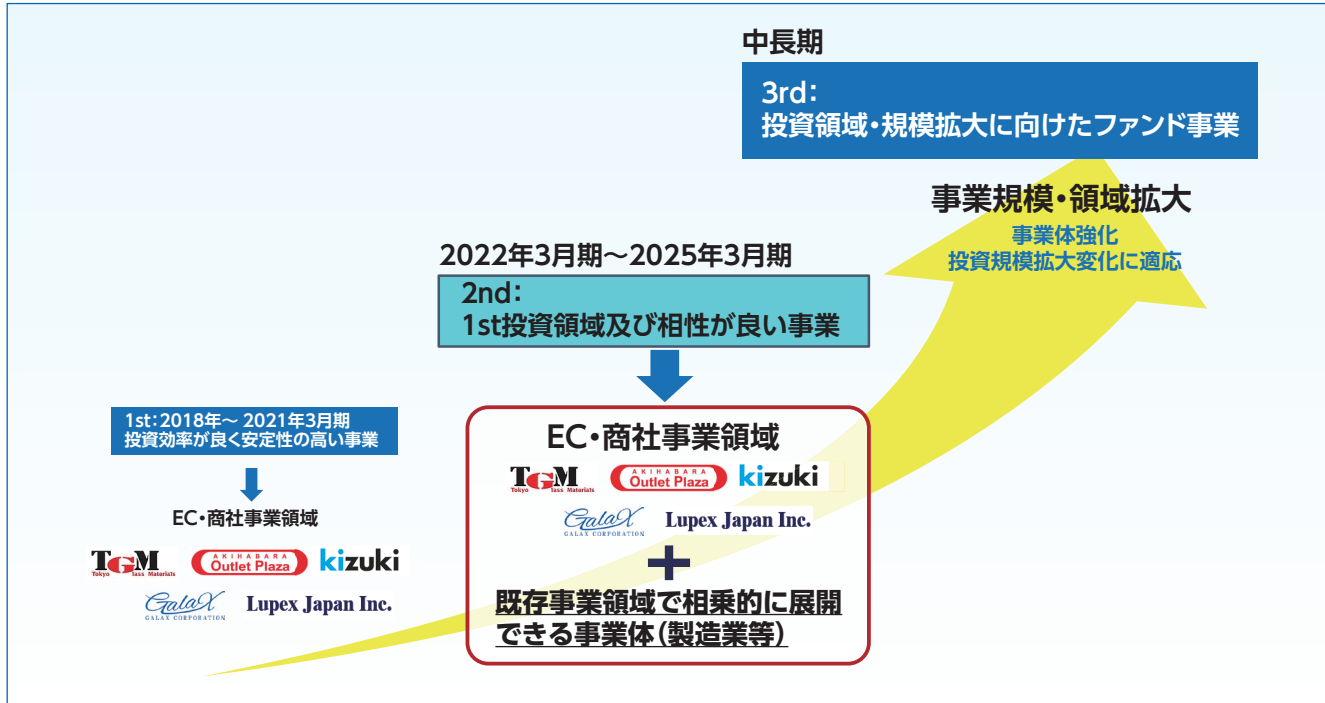 中長期
3rd：
投資領域・規模拡大に向けたファンド事業
事業規模・領域拡大
事業体強化
投資規模拡大変化に適応
2022年3月期～2025年3月期
2nd：
1st投資領域及び相性が良い事業
EC・商社事業領域
TGM
Tokyo Glass Materials
AKIHABARA
Outlet Plaza
kizuki
GalaX
GALAX CORPORATION
Lupex Japan Inc.
＋
既存事業領域で相乗的に展開
できる事業体（製造業等）
1st：2018年～ 2021年3月期
投資効率が良く安定性の高い事業
EC・商社事業領域
TGM
Tokyo Glass Materials
AKIHABARA
Outlet Plaza
kizuki
GalaX
GALAX CORPORATION
Lupex Japan Inc.